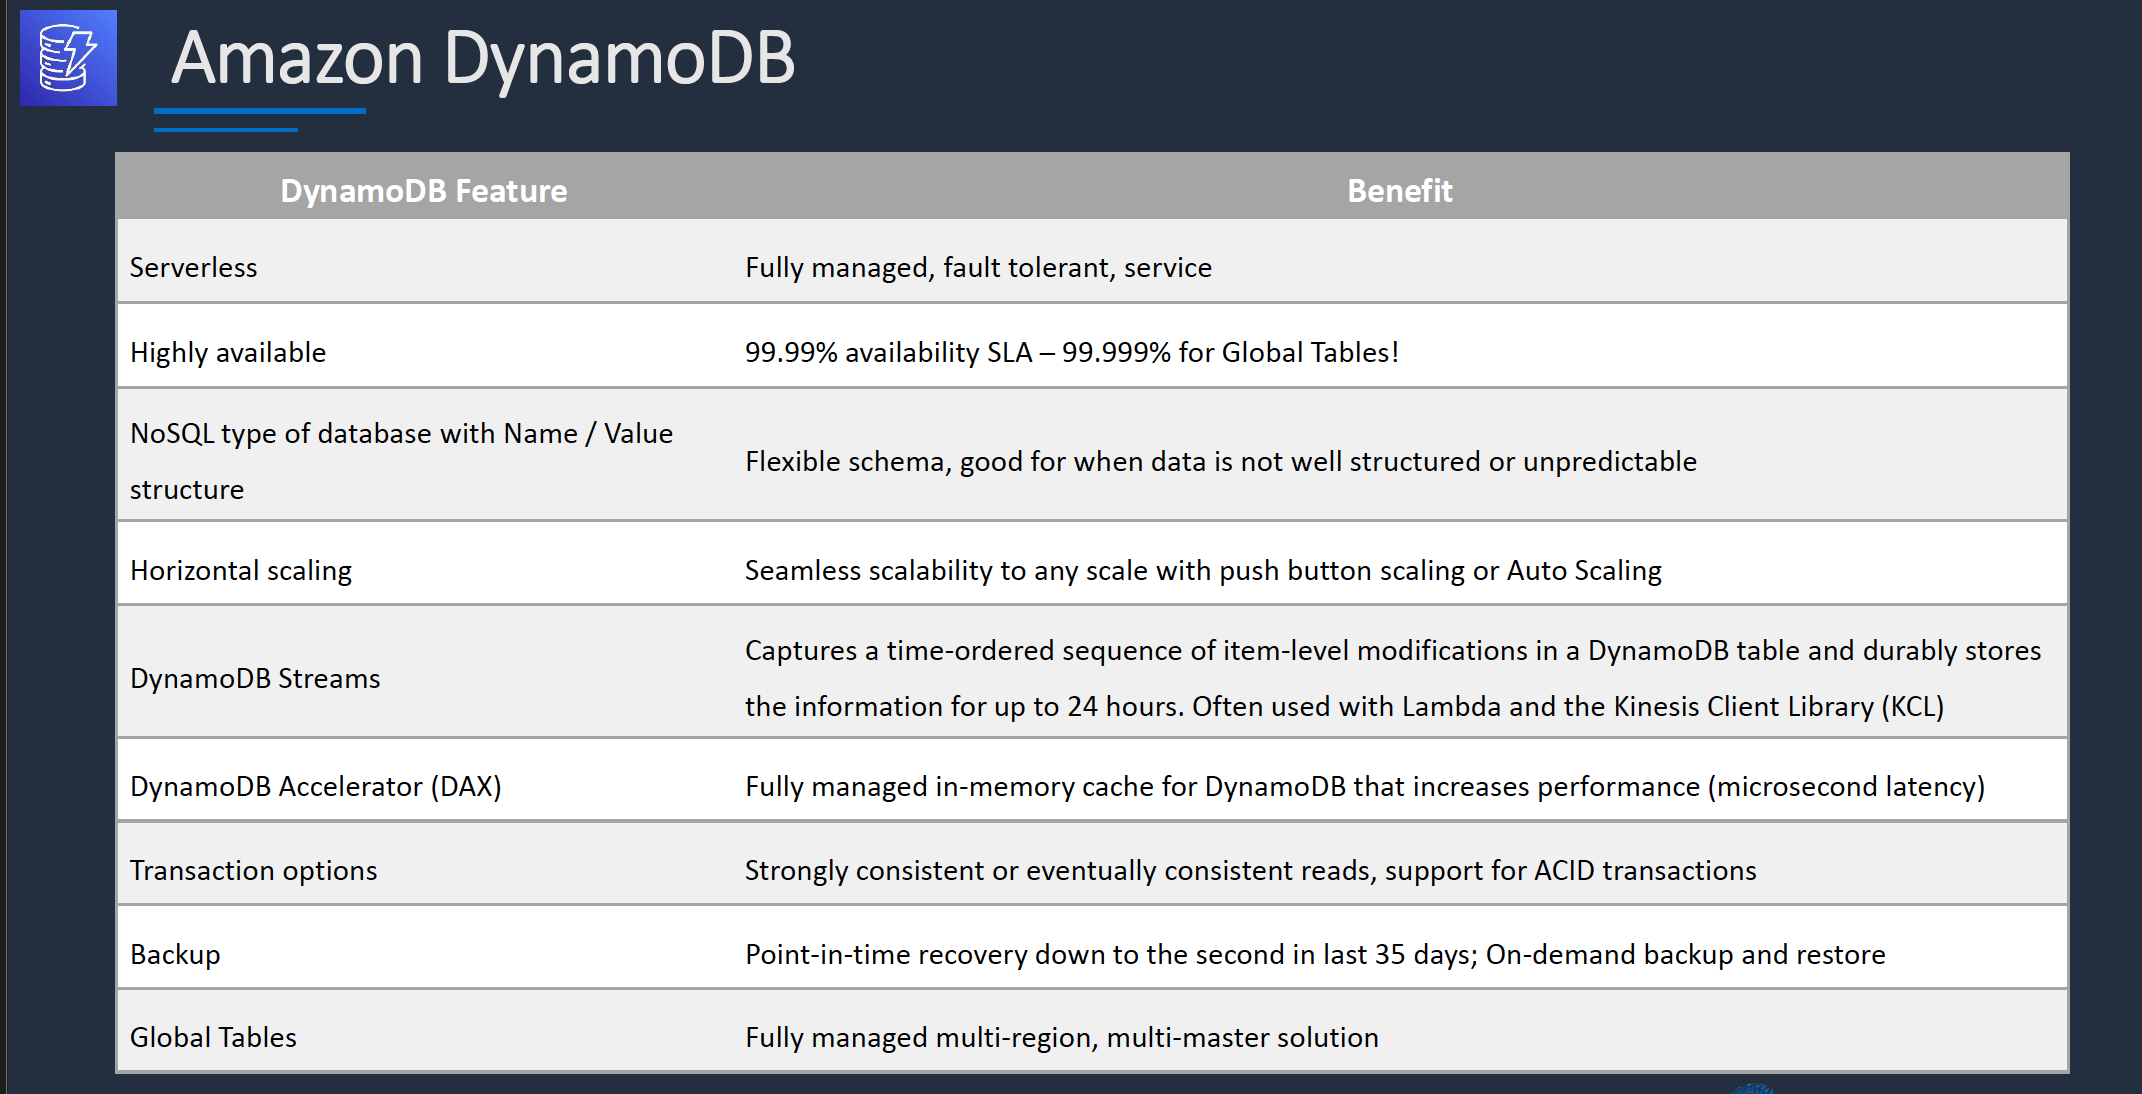 Amazon DynamoDB
DynamoDB Feature
Benefit
Serverless
Fully managed, fault tolerant, service
Highly available
99.99% availability SLA – 99.999% for Global Tables!
NoSQL type of database with Name / Value
structure
Flexible schema, good for when data is not well structured or unpredictable
Horizontal scaling
Seamless scalability to any scale with push button scaling or Auto Scaling
DynamoDB Streams
Captures a time-ordered sequence of item-level modifications in a DynamoDB table and durably stores
the information for up to 24 hours. Often used with Lambda and the Kinesis Client Library (KCL)
DynamoDB Accelerator (DAX)
Fully managed in-memory cache for DynamoDB that increases performance (microsecond latency)
Transaction options
Strongly consistent or eventually consistent reads, support for ACID transactions
Backup
Point-in-time recovery down to the second in last 35 days; On-demand backup and restore
Global Tables
Fully managed multi-region, multi-master solution